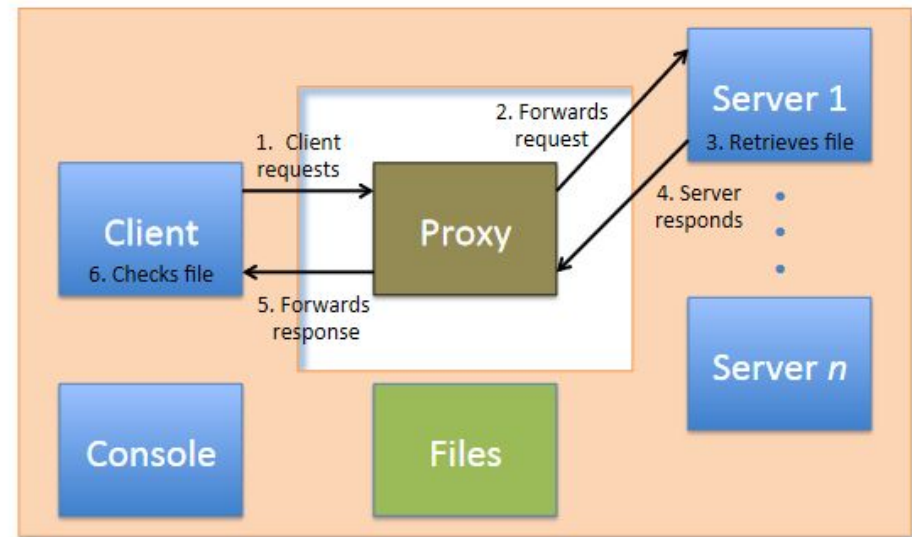 1. Client
requests
2. Forwards
request
Server 1
3. Retrieves file
4. Server
responds
Client
6. Checks file
Proxy
5. Forwards
response
Server n
Console
Files